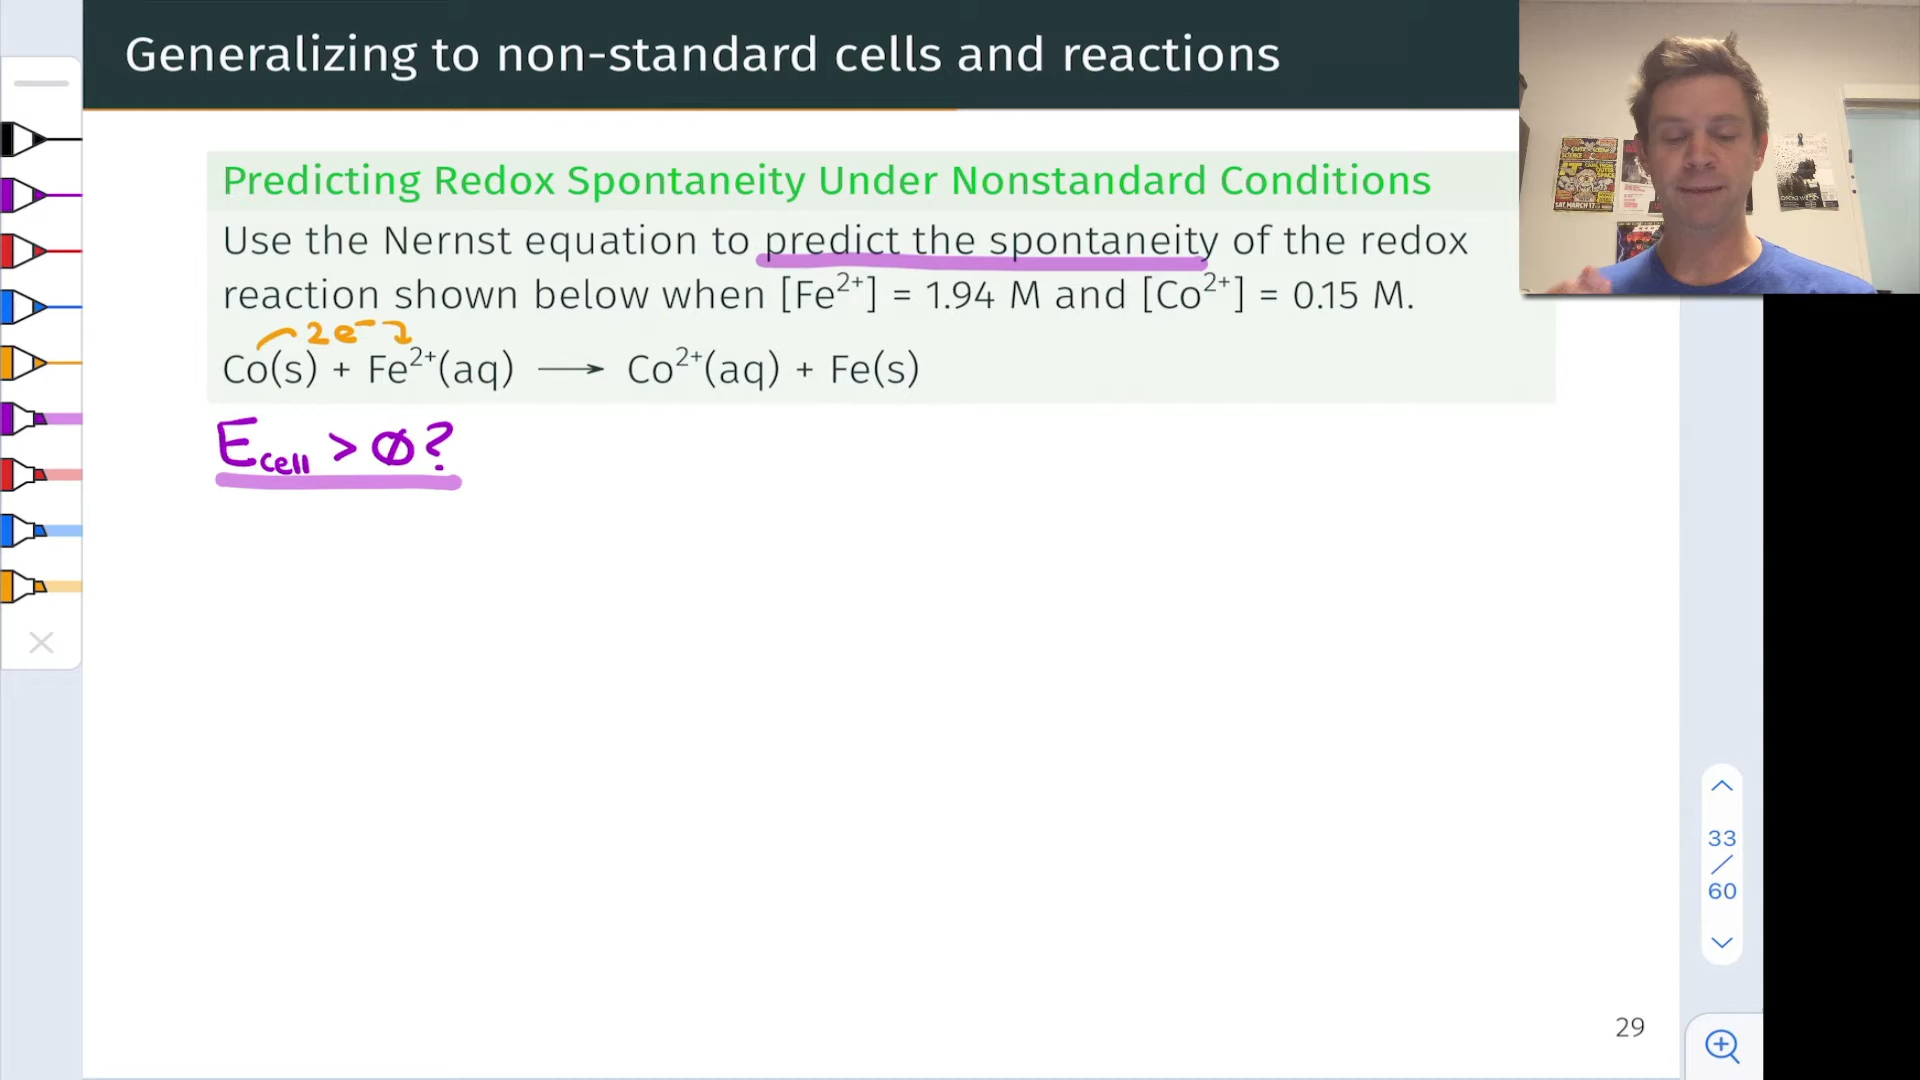 Generalizing to non-standard cells and reactions
Predicting Redox Spontaneity Under Nonstandard Conditions
Use the Nernst equation to predict the spontaneity of the redox
reaction shown below when [Fe²⁺] = 1.94 M and [Co²⁺] = 0.15 M.
2e⁻
Co(s) + Fe²⁺(aq) ⟶ Co²⁺(aq) + Fe(s)
E_cell > ∅?
33
/
60
29